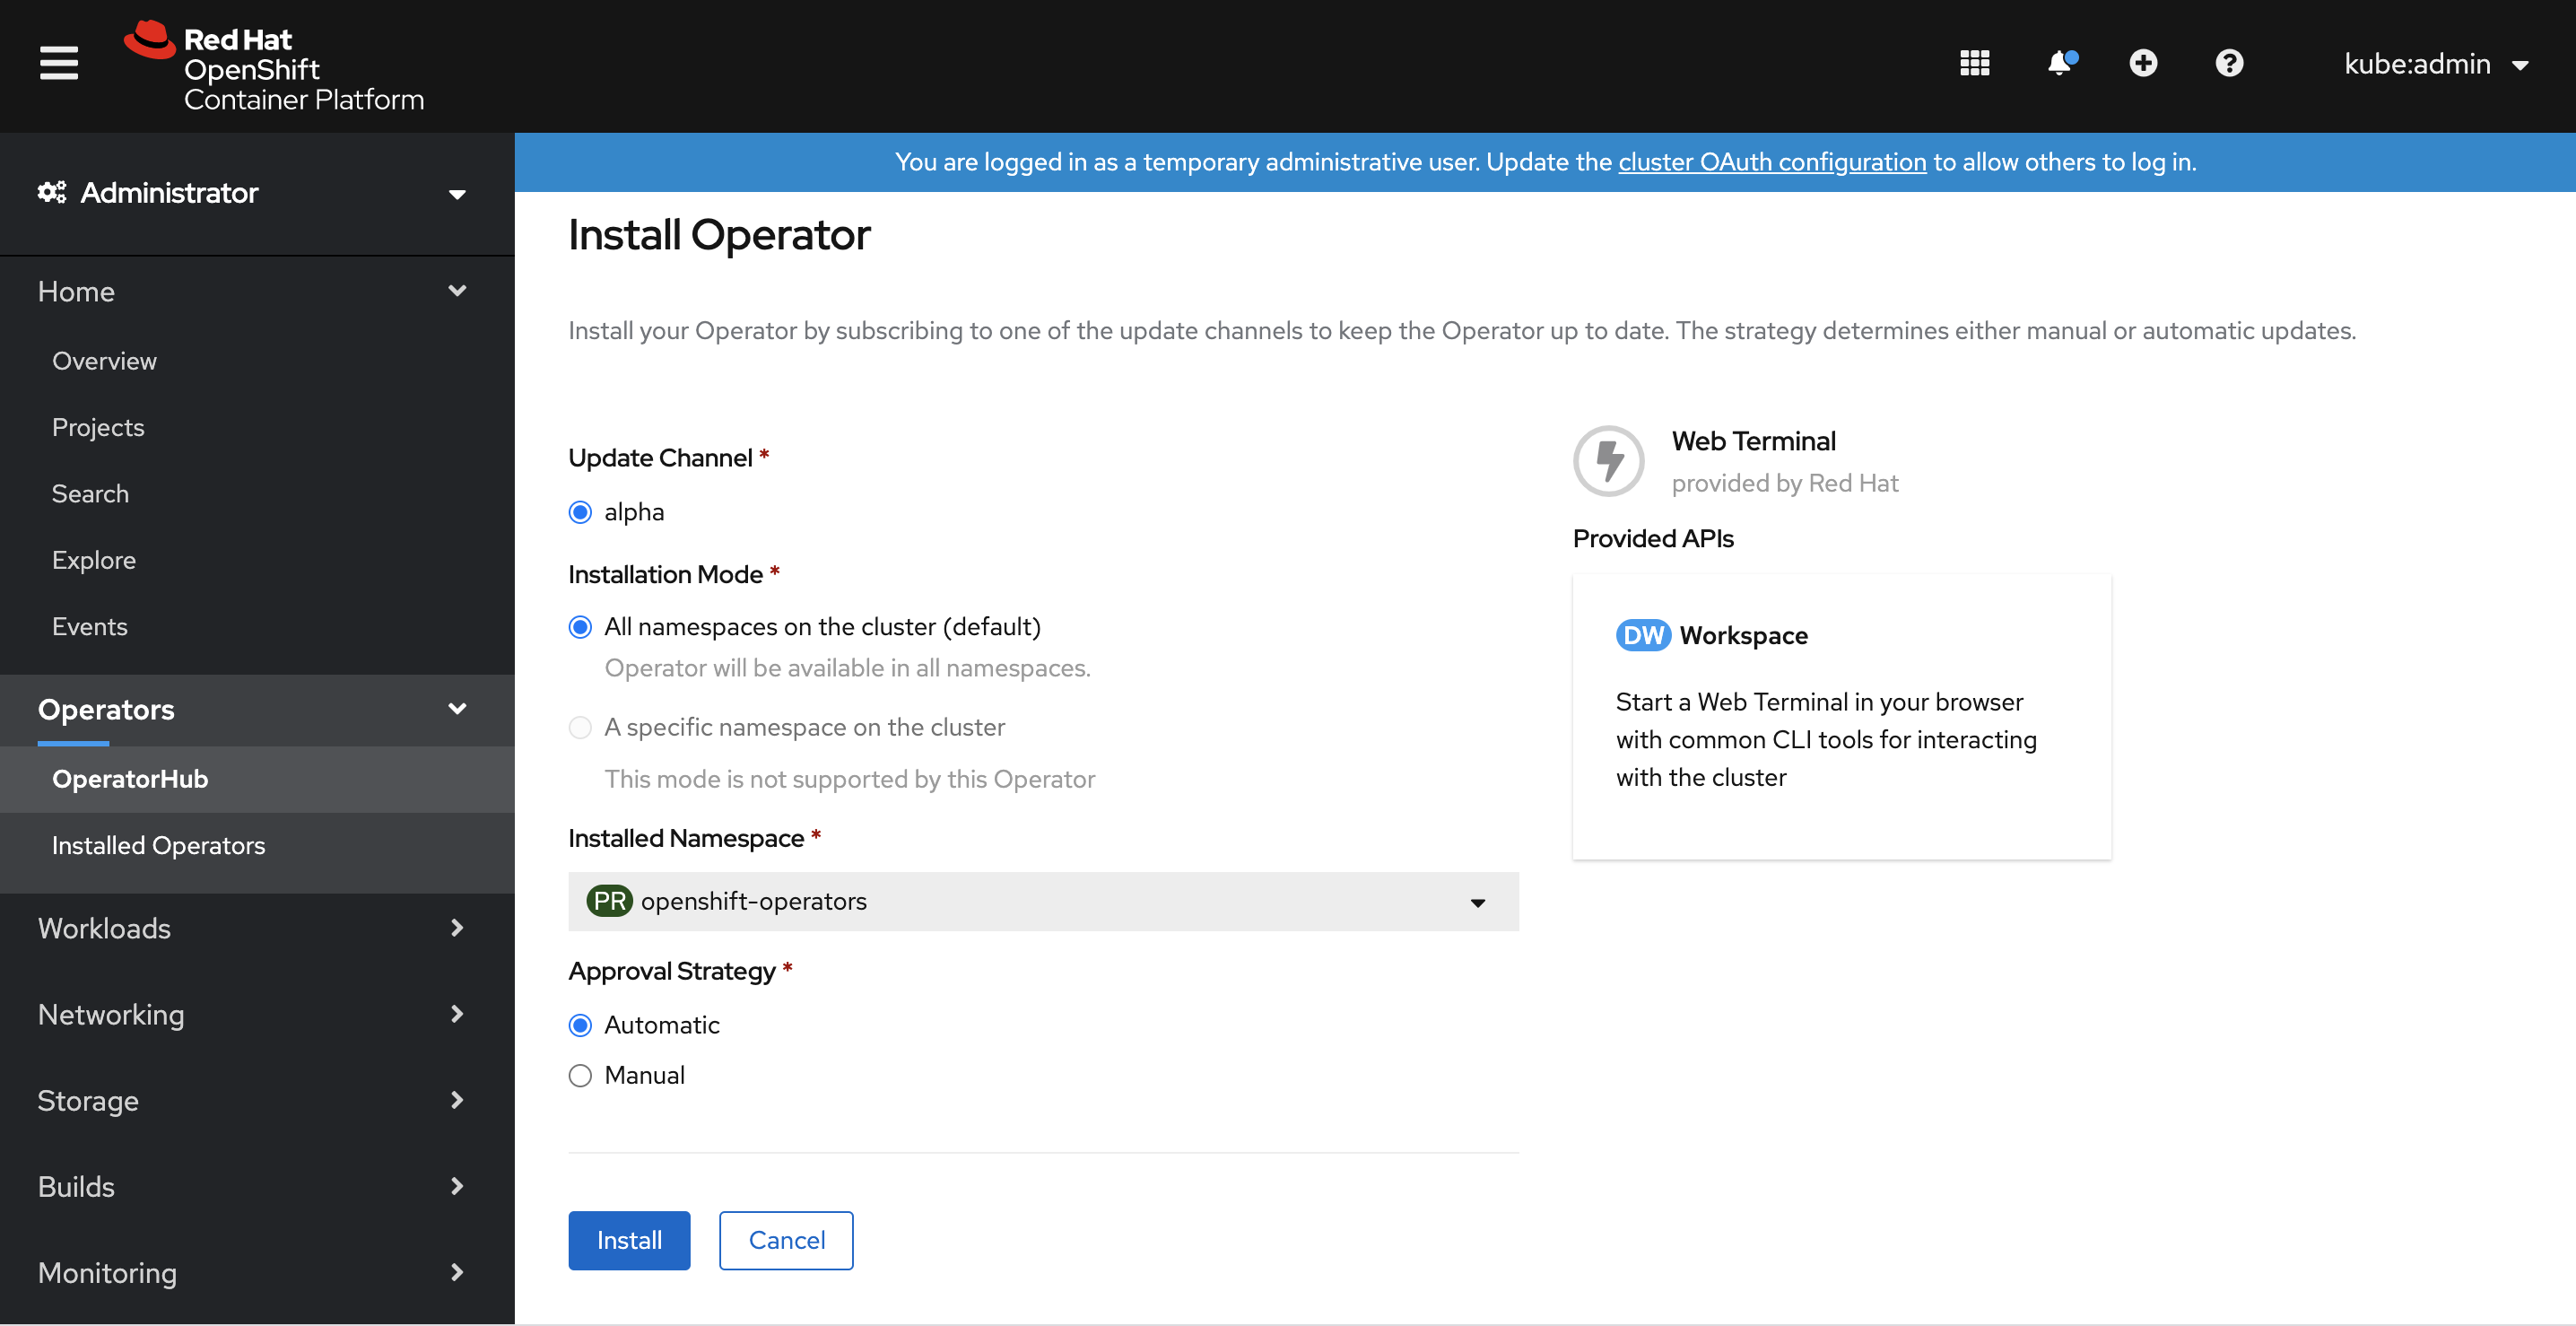 Red Hat
OpenShift
Container Platform
kube:admin
Administrator
Home
Overview
Projects
Search
Explore
Events
Operators
OperatorHub
Installed Operators
Workloads
Networking
Storage
Builds
Monitoring
You are logged in as a temporary administrative user. Update the cluster OAuth configuration to allow others to log in.
Install Operator
Install your Operator by subscribing to one of the update channels to keep the Operator up to date. The strategy determines either manual or automatic updates.
Update Channel *
alpha
Installation Mode *
All namespaces on the cluster (default)
Operator will be available in all namespaces.
A specific namespace on the cluster
This mode is not supported by this Operator
Installed Namespace *
PR openshift-operators
Approval Strategy *
Automatic
Manual
Install
Cancel
Web Terminal
provided by Red Hat
Provided APIs
DW Workspace
Start a Web Terminal in your browser
with common CLI tools for interacting
with the cluster